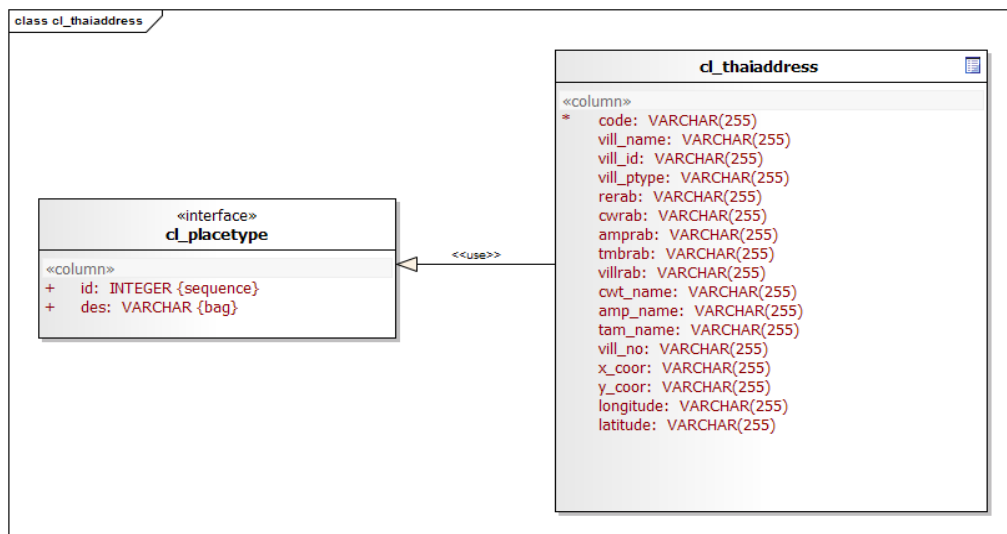 class cl_thaiaddress
«interface»
cl_placetype
«column»
+ id: INTEGER {sequence}
+ des: VARCHAR {bag}
<<use>>
cl_thaiaddress
«column»
* code: VARCHAR(255)
vill_name: VARCHAR(255)
vill_id: VARCHAR(255)
vill_ptype: VARCHAR(255)
rerab: VARCHAR(255)
cwrab: VARCHAR(255)
amprab: VARCHAR(255)
tmbrab: VARCHAR(255)
villrab: VARCHAR(255)
cwt_name: VARCHAR(255)
amp_name: VARCHAR(255)
tam_name: VARCHAR(255)
vill_no: VARCHAR(255)
x_coor: VARCHAR(255)
y_coor: VARCHAR(255)
longitude: VARCHAR(255)
latitude: VARCHAR(255)